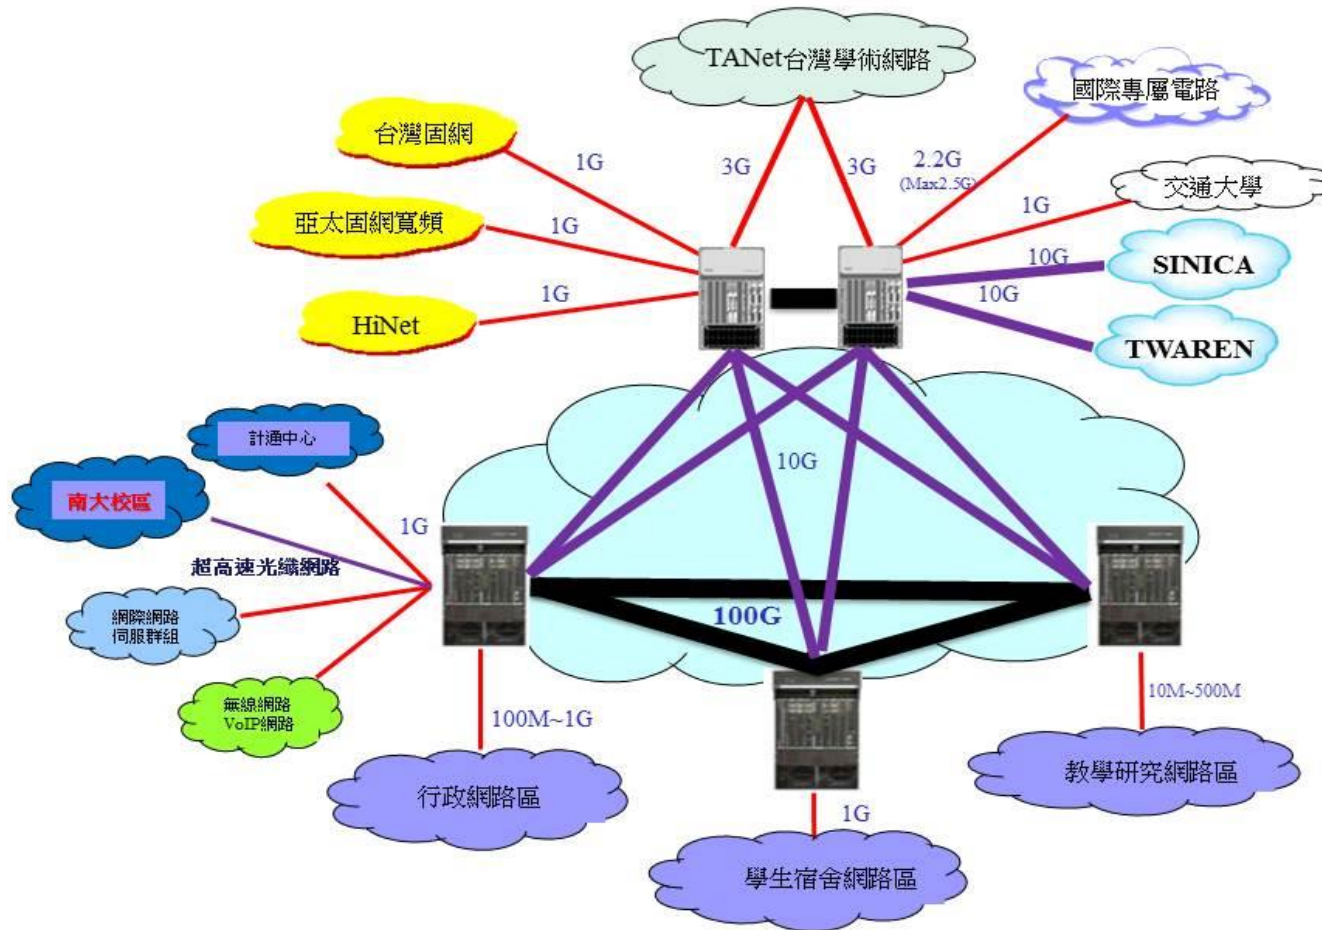 TANet台灣學術網路
國際專屬電路
台灣固網
1G
3G
3G
2.2G
(Max2.5G)
交通大學
1G
亞太固網寬頻
1G
10G
SINICA
HiNet
1G
10G
TWAREN
計通中心
10G
南大校區
1G
超高速光纖網路
網際網路
伺服群組
100G
無線網路
VoIP網路
100M~1G
10M~500M
行政網路區
教學研究網路區
1G
學生宿舍網路區